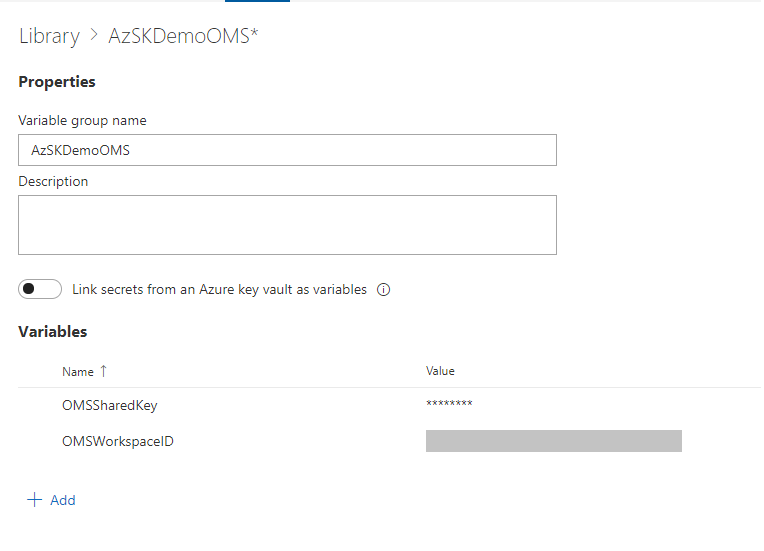 Library > AzSKDemoOMS*
Properties
Variable group name
AzSKDemoOMS
Description
Link secrets from an Azure key vault as variables
Variables
Name ↑ Value
OMSSharedKey ********
OMSWorkspaceID
+ Add